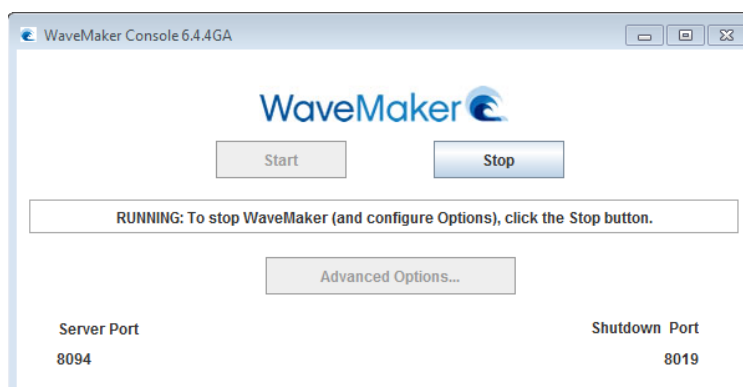 WaveMaker Console 6.4.4GA
WaveMaker
Start Stop
RUNNING: To stop WaveMaker (and configure Options), click the Stop button.
Advanced Options...
Server Port Shutdown Port
8094 8019